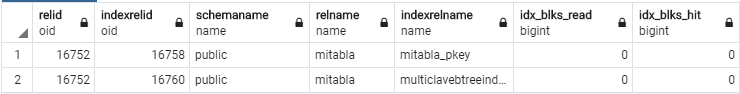 relid indexrelid schemaname relname indexrelname idx_blks_read idx_blks_hit
oid oid name name name bigint bigint
1 16752 16758 public mitabla mitabla_pkey 0 0
2 16752 16760 public mitabla multiclavebtreeind... 0 0